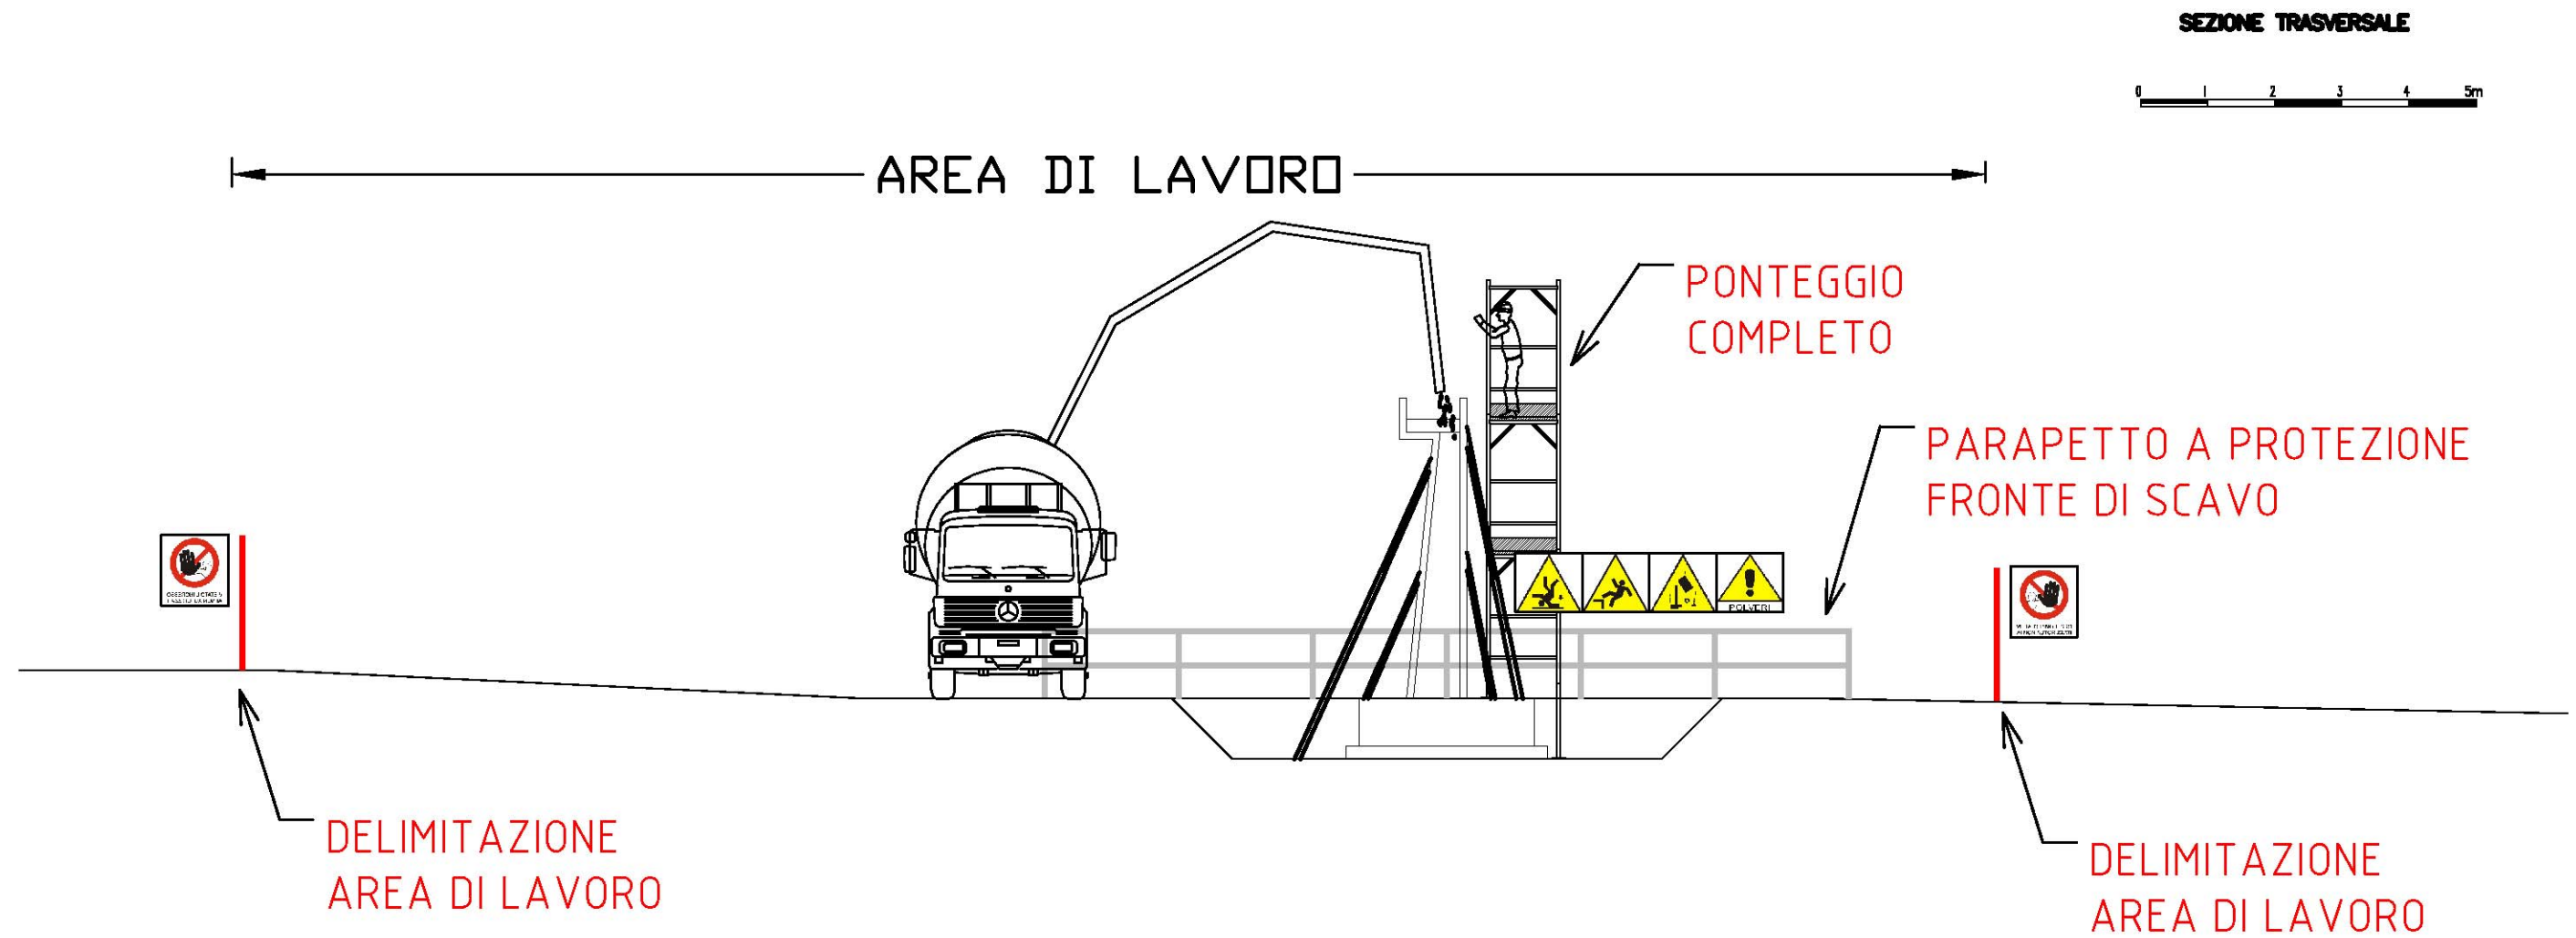 SEZIONE TRASVERSALE
0 1 2 3 4 5m
AREA DI LAVORO
PONTEGGIO
COMPLETO
PARAPETTO A PROTEZIONE
FRONTE DI SCAVO
POLVERI
DELIMITAZIONE
AREA DI LAVORO
DELIMITAZIONE
AREA DI LAVORO